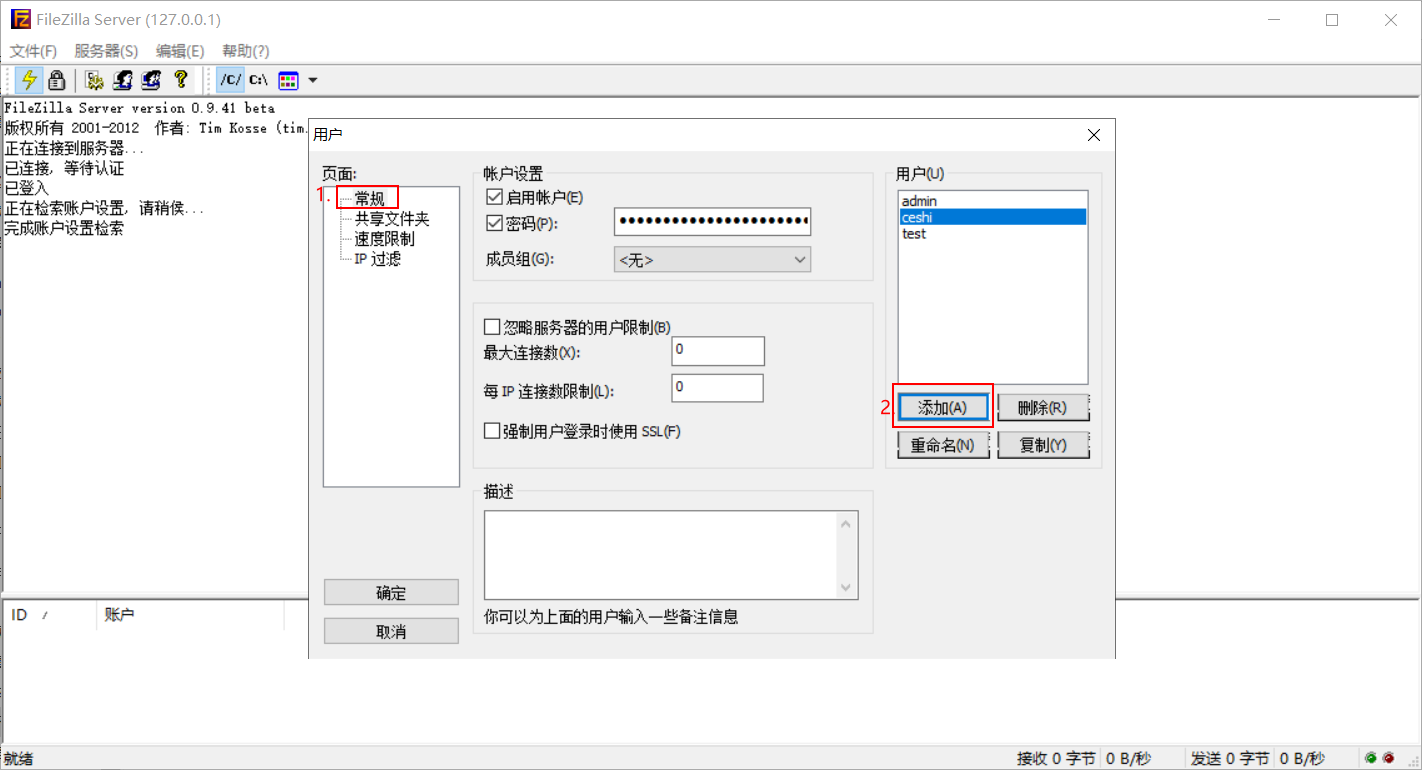 FileZilla Server (127.0.0.1)
文件(F) 服务器(S) 编辑(E) 帮助(?)
/C/ C:\
FileZilla Server version 0.9.41 beta
版权所有 2001-2012 作者: Tim Kosse (tim.
正在连接到服务器...
已连接, 等待认证
已登入
正在检索账户设置, 请稍侯...
完成账户设置检索
用户
页面:
1.
常规
共享文件夹
速度限制
IP 过滤
帐户设置
启用帐户(E)
密码(P):
成员组(G): <无>
忽略服务器的用户限制(B)
最大连接数(X): 0
每 IP 连接数限制(L): 0
强制用户登录时使用 SSL(F)
描述
你可以为上面的用户输入一些备注信息
用户(U)
admin
ceshi
test
2.
添加(A) 删除(R)
重命名(N) 复制(Y)
确定
取消
ID / 账户
就绪 接收 0 字节 0 B/秒 发送 0 字节 0 B/秒